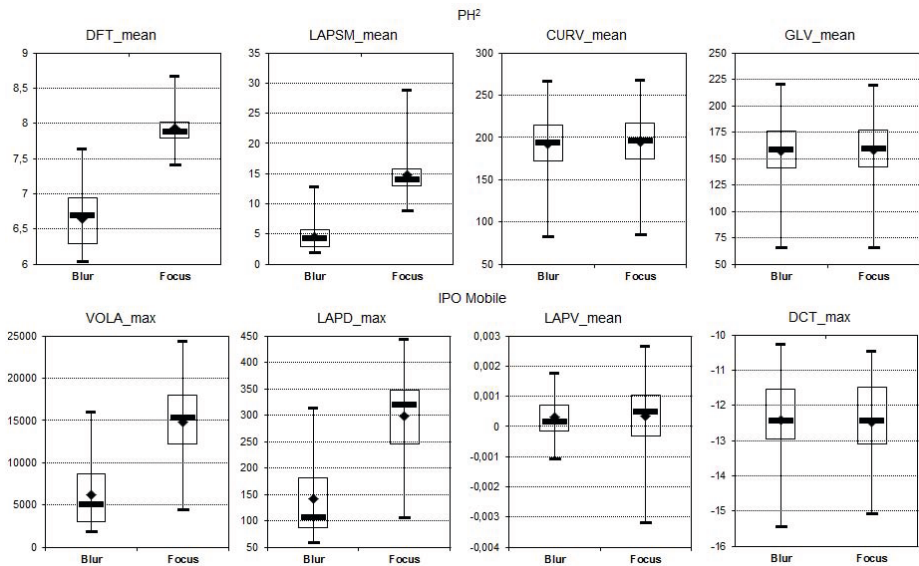 PH²
DFT_mean LAPSM_mean CURV_mean GLV_mean
9 35 300 250
8,5 30 250 225
8 25 200 200
7,5 20 150 175
7 15 100 150
6,5 10 50 125
6 5 100
0 75
50
Blur Focus Blur Focus Blur Focus Blur Focus
IPO Mobile
VOLA_max LAPD_max LAPV_mean DCT_max
25000 450 0,003 -10
20000 400 0,002 -11
15000 350 0,001 -12
10000 300 0 -13
5000 250 -0,001 -14
0 200 -0,002 -15
150 -0,003 -16
100 -0,004
50
Blur Focus Blur Focus Blur Focus Blur Focus